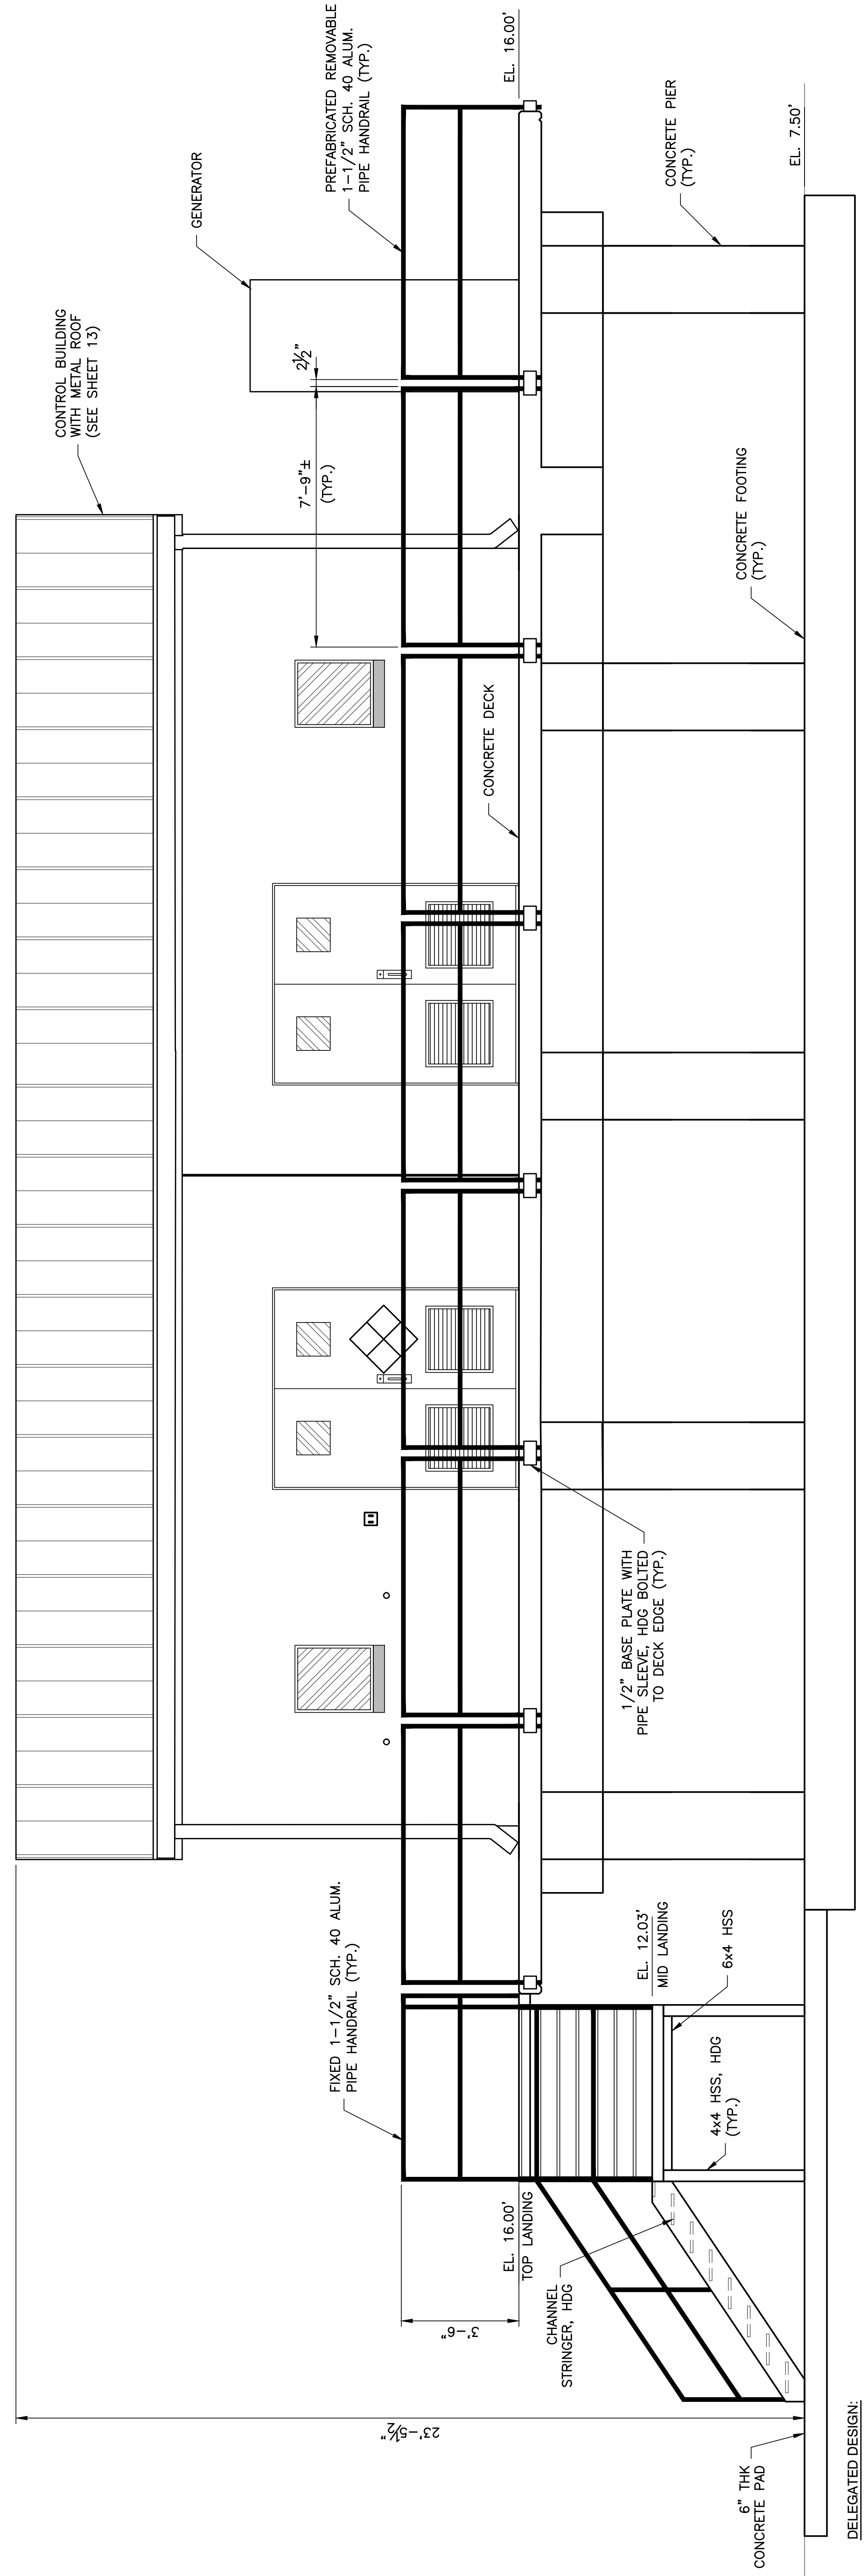 CONTROL BUILDING
WITH METAL ROOF
(SEE SHEET 13)
GENERATOR
PREFABRICATED REMOVABLE
1-1/2" SCH. 40 ALUM.
PIPE HANDRAIL (TYP.)
EL. 16.00'
2½"
7'-9"±
(TYP.)
CONCRETE PIER
(TYP.)
EL. 7.50'
CONCRETE FOOTING
(TYP.)
CONCRETE DECK
1/2" BASE PLATE WITH
PIPE SLEEVE, HDG BOLTED
TO DECK EDGE (TYP.)
FIXED 1-1/2" SCH. 40 ALUM.
PIPE HANDRAIL (TYP.)
EL. 12.03'
MID LANDING
6x4 HSS
4x4 HSS, HDG
(TYP.)
EL. 16.00'
TOP LANDING
CHANNEL
STRINGER, HDG
3'-6"
23'-5½"
6" THK
CONCRETE PAD
DELEGATED DESIGN: